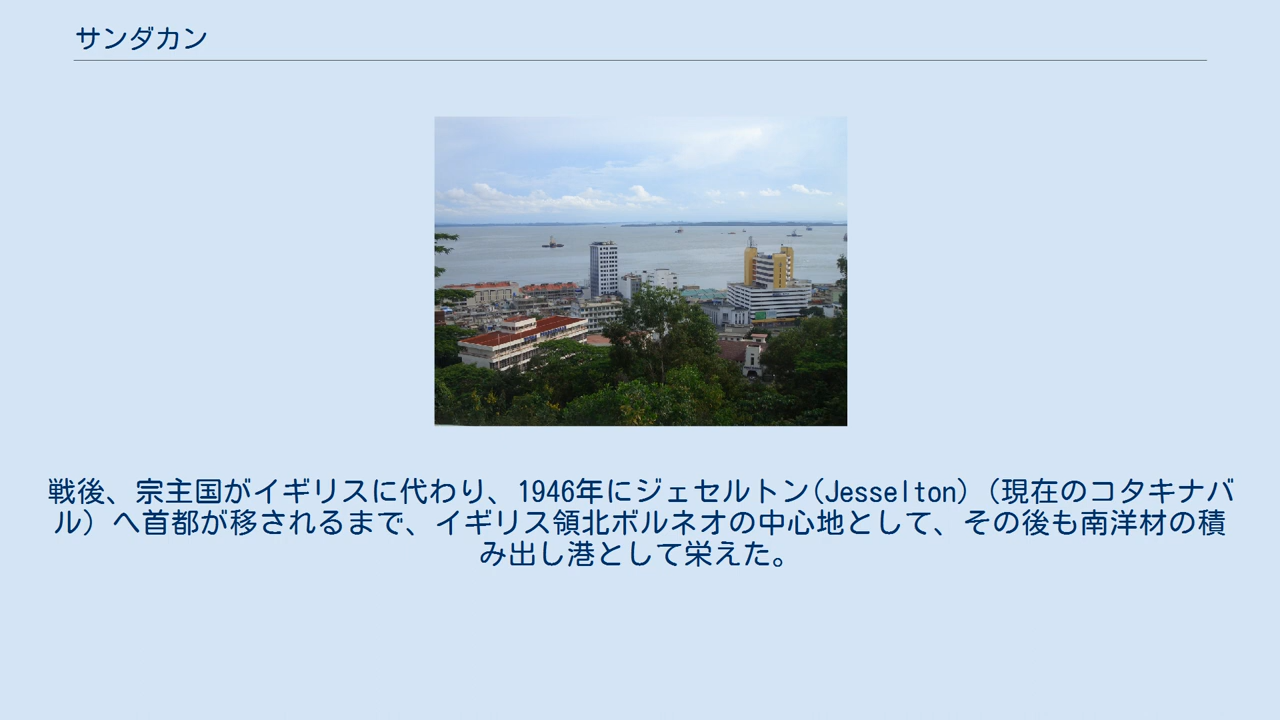 サンダカン
戦後、宗主国がイギリスに代わり、1946年にジェセルトン(Jesselton)（現在のコタキナバ
ル）へ首都が移されるまで、イギリス領北ボルネオの中心地として、その後も南洋材の積
み出し港として栄えた。